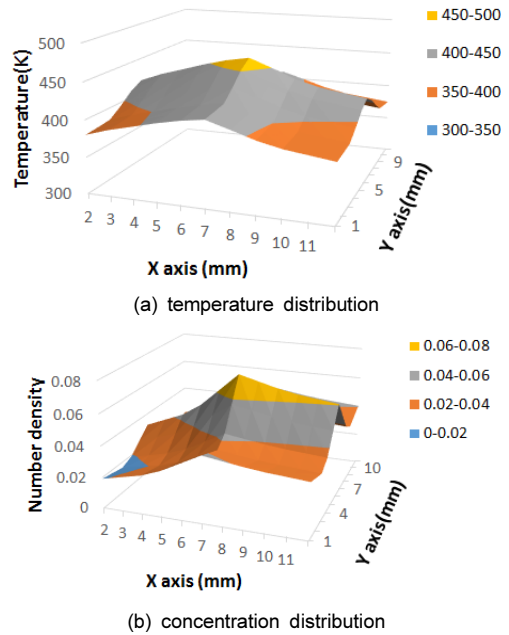 450-500
400-450
350-400
300-350
Temperature(K)
500
450
400
350
300
2 3 4 5 6 7 8 9 10 11
X axis (mm)
1 5 9
Y axis(mm)
(a) temperature distribution
0.06-0.08
0.04-0.06
0.02-0.04
0-0.02
Number density
0.08
0.06
0.04
0.02
0
2 3 4 5 6 7 8 9 10 11
X axis (mm)
1 4 7 10
Y axis(mm)
(b) concentration distribution